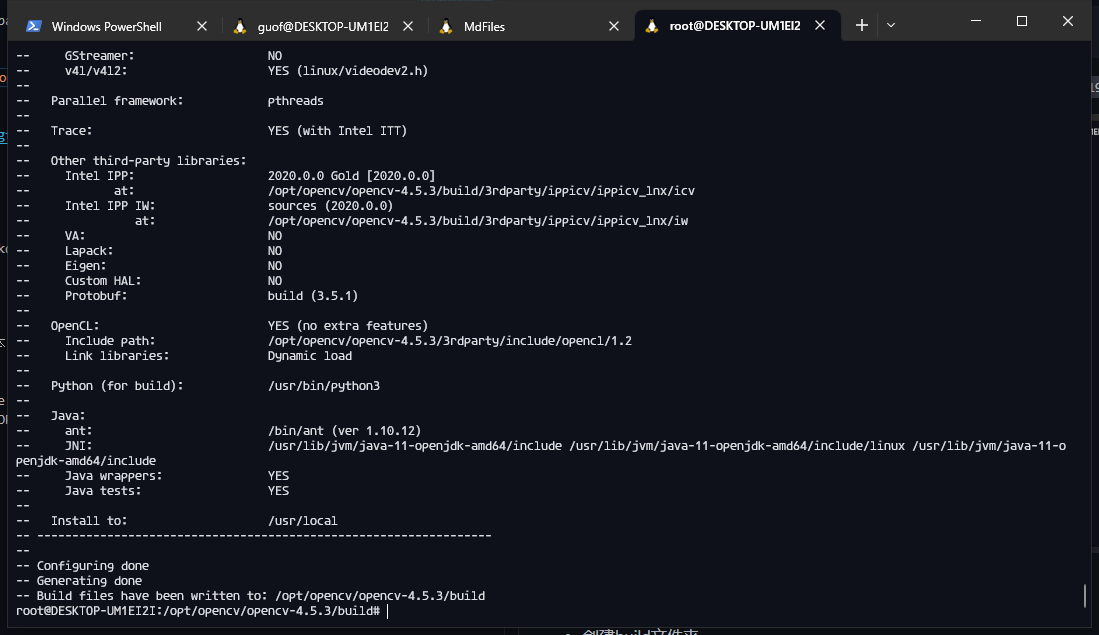 Windows PowerShell
guof@DESKTOP-UM1EI2
MdFiles
root@DESKTOP-UM1EI2
-- GStreamer: NO
-- v4l/v4l2: YES (linux/videodev2.h)
--
-- Parallel framework: pthreads
--
-- Trace: YES (with Intel ITT)
--
-- Other third-party libraries:
-- Intel IPP: 2020.0.0 Gold [2020.0.0]
-- at: /opt/opencv/opencv-4.5.3/build/3rdparty/ippicv/ippicv_lnx/icv
-- Intel IPP IW: sources (2020.0.0)
-- at: /opt/opencv/opencv-4.5.3/build/3rdparty/ippicv/ippicv_lnx/iw
-- VA: NO
-- Lapack: NO
-- Eigen: NO
-- Custom HAL: NO
-- Protobuf: build (3.5.1)
--
-- OpenCL: YES (no extra features)
-- Include path: /opt/opencv/opencv-4.5.3/3rdparty/include/opencl/1.2
-- Link libraries: Dynamic load
--
-- Python (for build): /usr/bin/python3
--
-- Java:
-- ant: /bin/ant (ver 1.10.12)
-- JNI: /usr/lib/jvm/java-11-openjdk-amd64/include /usr/lib/jvm/java-11-openjdk-amd64/include/linux /usr/lib/jvm/java-11-o
penjdk-amd64/include
-- Java wrappers: YES
-- Java tests: YES
--
-- Install to: /usr/local
-- -----------------------------------------------------------------
--
-- Configuring done
-- Generating done
-- Build files have been written to: /opt/opencv/opencv-4.5.3/build
root@DESKTOP-UM1EI2I:/opt/opencv/opencv-4.5.3/build#